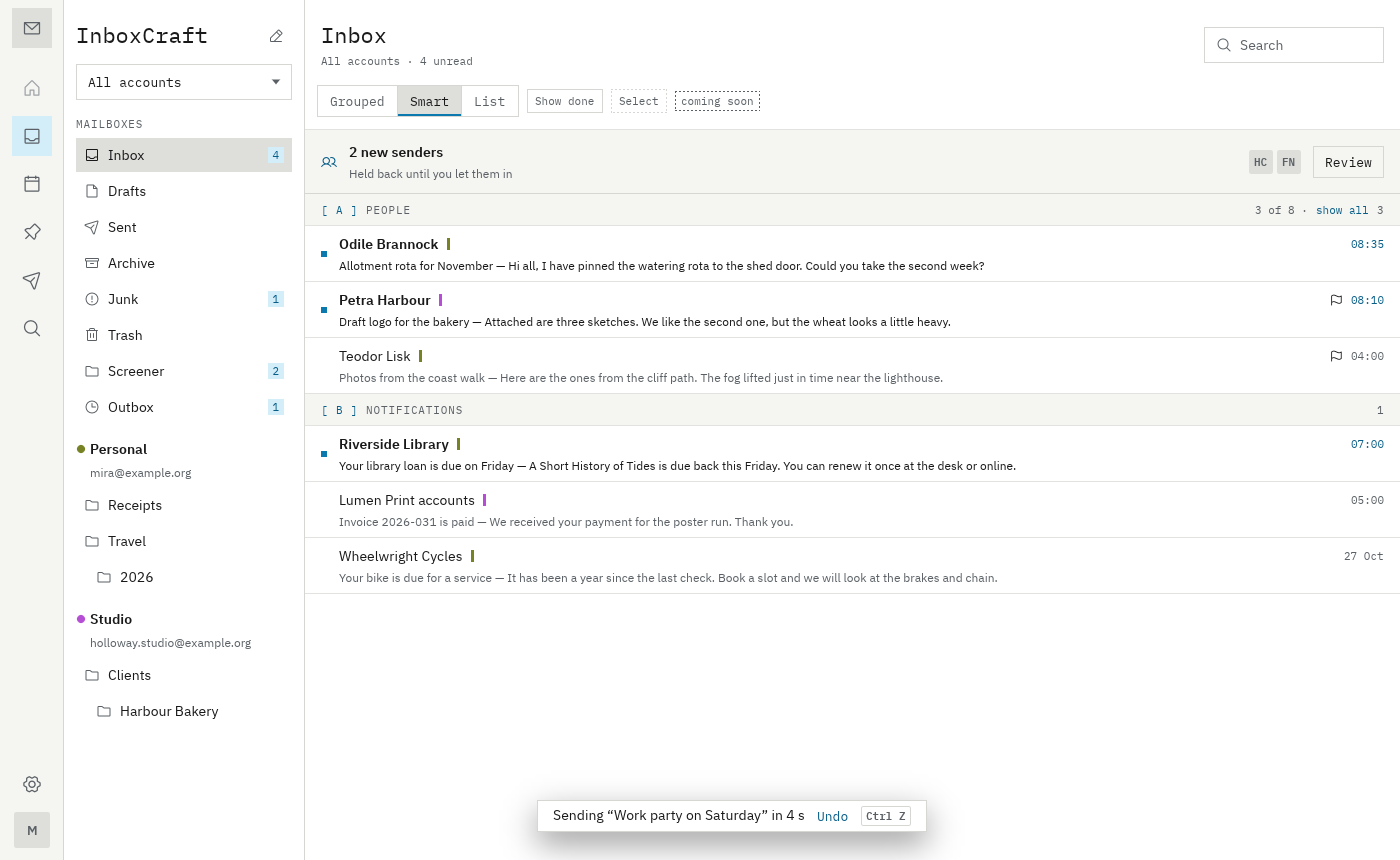 InboxCraft
All accounts
MAILBOXES
Inbox 4
Drafts
Sent
Archive
Junk 1
Trash
Screener 2
Outbox 1
Personal
mira@example.org
Receipts
Travel
2026
Studio
holloway.studio@example.org
Clients
Harbour Bakery
M
Inbox
All accounts · 4 unread
Search
Grouped Smart List Show done Select coming soon
2 new senders
Held back until you let them in
HC FN Review
[ A ] PEOPLE 3 of 8 · show all 3
Odile Brannock 08:35
Allotment rota for November — Hi all, I have pinned the watering rota to the shed door. Could you take the second week?
Petra Harbour 08:10
Draft logo for the bakery — Attached are three sketches. We like the second one, but the wheat looks a little heavy.
Teodor Lisk 04:00
Photos from the coast walk — Here are the ones from the cliff path. The fog lifted just in time near the lighthouse.
[ B ] NOTIFICATIONS 1
Riverside Library 07:00
Your library loan is due on Friday — A Short History of Tides is due back this Friday. You can renew it once at the desk or online.
Lumen Print accounts 05:00
Invoice 2026-031 is paid — We received your payment for the poster run. Thank you.
Wheelwright Cycles 27 Oct
Your bike is due for a service — It has been a year since the last check. Book a slot and we will look at the brakes and chain.
Sending “Work party on Saturday” in 4 s Undo Ctrl Z